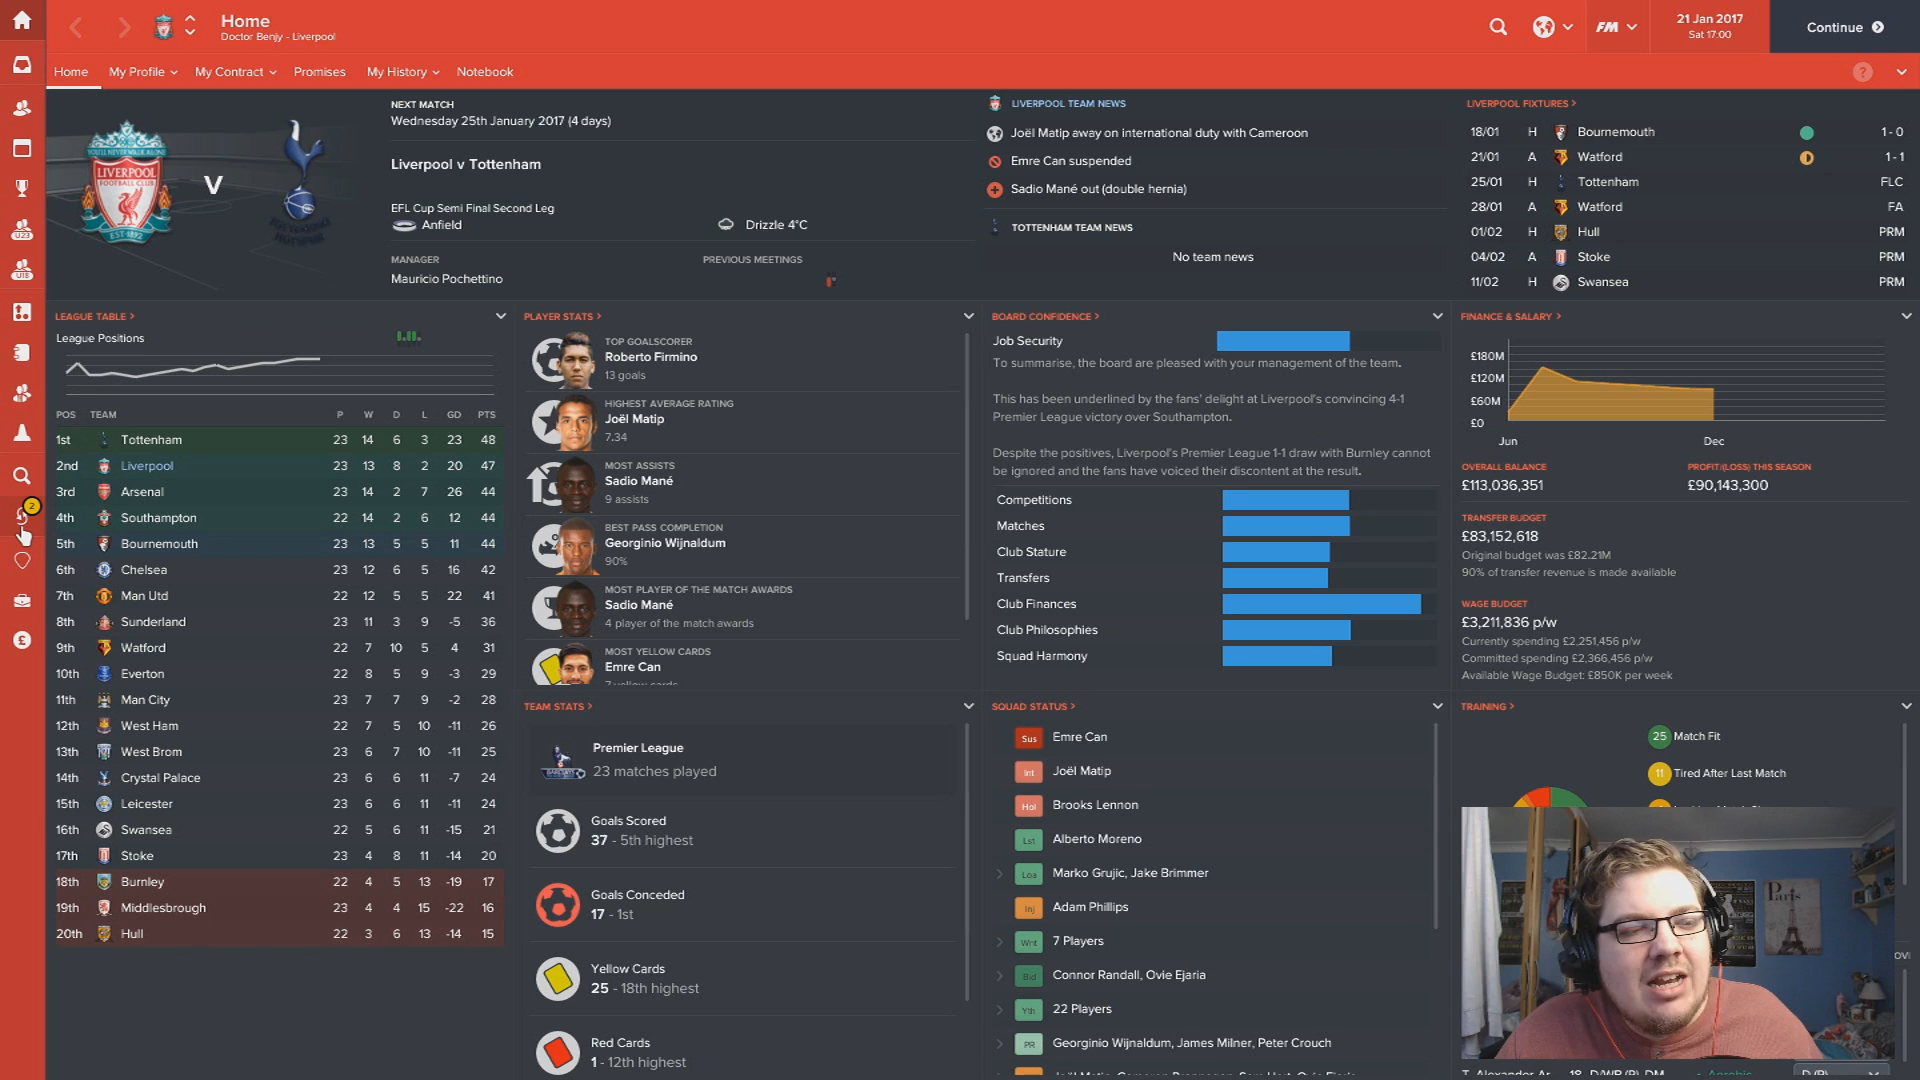 Home
Doctor Benjy - Liverpool
FM
21 Jan 2017
Sat 17:00
Continue
Home
My Profile
My Contract
Promises
My History
Notebook
?
YOU'LL NEVER WALK ALONE
LIVERPOOL
FOOTBALL CLUB
EST·1892
V
NEXT MATCH
Wednesday 25th January 2017 (4 days)
Liverpool v Tottenham
EFL Cup Semi Final Second Leg
Anfield
Drizzle 4°C
MANAGER
Mauricio Pochettino
PREVIOUS MEETINGS
LIVERPOOL TEAM NEWS
Joël Matip away on international duty with Cameroon
Emre Can suspended
Sadio Mané out (double hernia)
TOTTENHAM TEAM NEWS
No team news
LIVERPOOL FIXTURES >
18/01 H Bournemouth 1 - 0
21/01 A Watford 1 - 1
25/01 H Tottenham FLC
28/01 A Watford FA
01/02 H Hull PRM
04/02 A Stoke PRM
11/02 H Swansea PRM
U23
U18
2
LEAGUE TABLE >
League Positions
POS TEAM P W D L GD PTS
1st Tottenham 23 14 6 3 23 48
2nd Liverpool 23 13 8 2 20 47
3rd Arsenal 23 14 2 7 26 44
4th Southampton 22 14 2 6 12 44
5th Bournemouth 23 13 5 5 11 44
6th Chelsea 23 12 6 5 16 42
7th Man Utd 22 12 5 5 22 41
8th Sunderland 23 11 3 9 -5 36
9th Watford 22 7 10 5 4 31
10th Everton 22 8 5 9 -3 29
11th Man City 23 7 7 9 -2 28
12th West Ham 22 7 5 10 -11 26
13th West Brom 23 6 7 10 -11 25
14th Crystal Palace 23 6 6 11 -7 24
15th Leicester 23 6 6 11 -11 24
16th Swansea 22 5 6 11 -15 21
17th Stoke 23 4 8 11 -14 20
18th Burnley 22 4 5 13 -19 17
19th Middlesbrough 23 4 4 15 -22 16
20th Hull 22 3 6 13 -14 15
PLAYER STATS >
TOP GOALSCORER
Roberto Firmino
13 goals
HIGHEST AVERAGE RATING
Joël Matip
7.34
MOST ASSISTS
Sadio Mané
9 assists
BEST PASS COMPLETION
Georginio Wijnaldum
90%
MOST PLAYER OF THE MATCH AWARDS
Sadio Mané
4 player of the match awards
MOST YELLOW CARDS
Emre Can
7 yellow cards
TEAM STATS >
Premier League
23 matches played
Goals Scored
37 - 5th highest
Goals Conceded
17 - 1st
Yellow Cards
25 - 18th highest
Red Cards
1 - 12th highest
BOARD CONFIDENCE >
Job Security
To summarise, the board are pleased with your management of the team.
This has been underlined by the fans' delight at Liverpool's convincing 4-1
Premier League victory over Southampton.
Despite the positives, Liverpool's Premier League 1-1 draw with Burnley cannot
be ignored and the fans have voiced their discontent at the result.
Competitions
Matches
Club Stature
Transfers
Club Finances
Club Philosophies
Squad Harmony
SQUAD STATUS >
Sus Emre Can
Int Joël Matip
Hol Brooks Lennon
Lst Alberto Moreno
Loa Marko Grujic, Jake Brimmer
Inj Adam Phillips
Wnt 7 Players
Bid Connor Randall, Ovie Ejaria
Yth 22 Players
PR Georginio Wijnaldum, James Milner, Peter Crouch
FINANCE & SALARY >
£180M
£120M
£60M
£0
Jun Dec
OVERALL BALANCE
£113,036,351
PROFIT/(LOSS) THIS SEASON
£90,143,300
TRANSFER BUDGET
£83,152,618
Original budget was £82.21M
90% of transfer revenue is made available
WAGE BUDGET
£3,211,836 p/w
Currently spending £2,251,456 p/w
Committed spending £2,366,456 p/w
Available Wage Budget: £850K per week
TRAINING >
25 Match Fit
11 Tired After Last Match
Paris